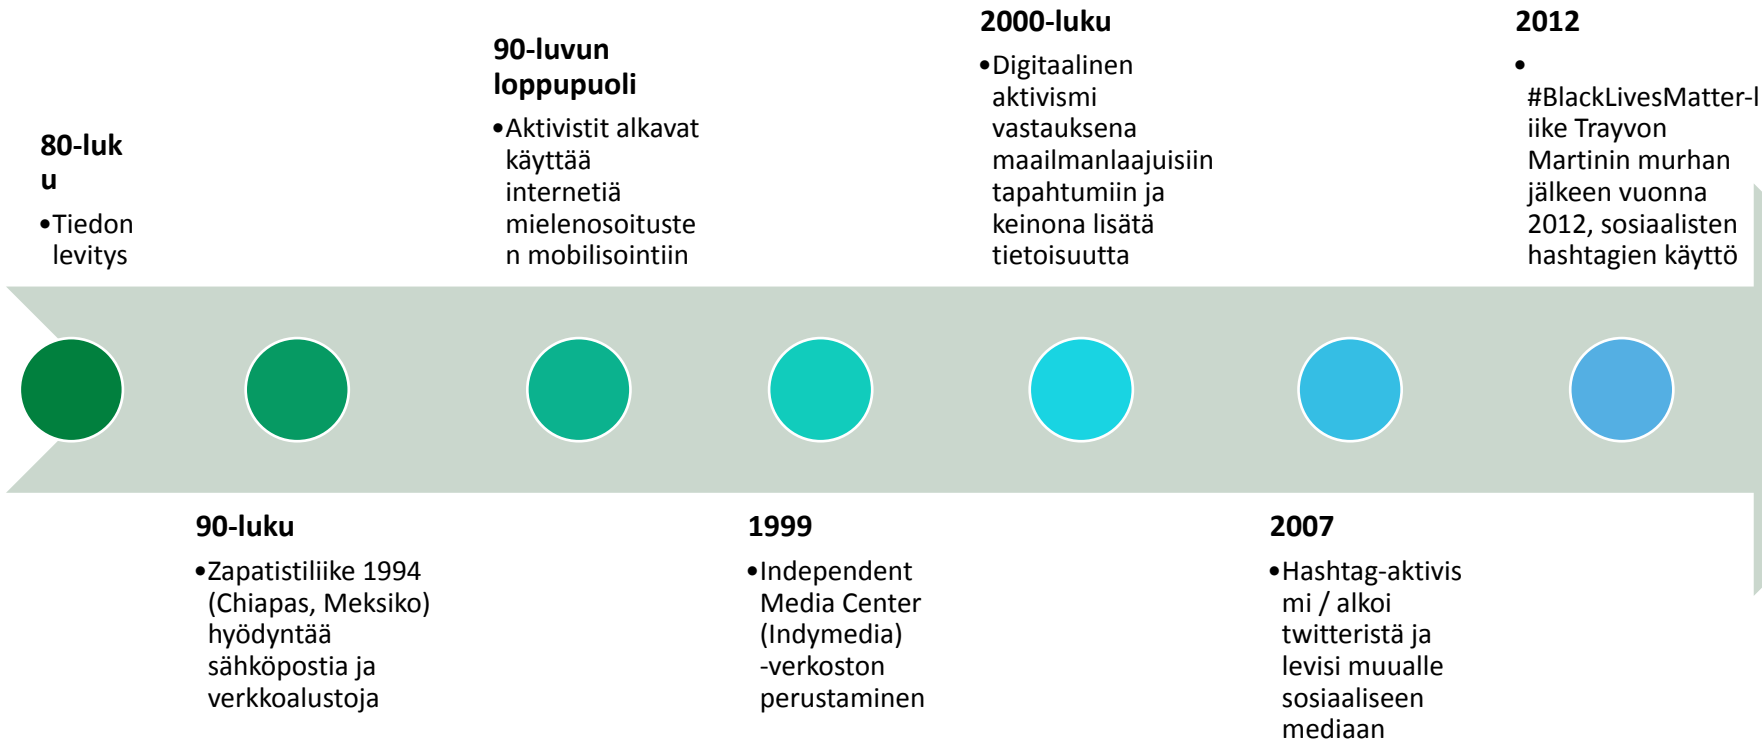 80-luk
u
•Tiedon
levitys
90-luku
•Zapatistiliike 1994
(Chiapas, Meksiko)
hyödyntää
sähköpostia ja
verkkoalustoja
90-luvun
loppupuoli
•Aktivistit alkavat
käyttää
internetiä
mielenosoituste
n mobilisointiin
1999
•Independent
Media Center
(Indymedia)
-verkoston
perustaminen
2000-luku
•Digitaalinen
aktivismi
vastauksena
maailmanlaajuisiin
tapahtumiin ja
keinona lisätä
tietoisuutta
2007
•Hashtag-aktivis
mi / alkoi
twitteristä ja
levisi muualle
sosiaaliseen
mediaan
2012
•
#BlackLivesMatter-l
iike Trayvon
Martinin murhan
jälkeen vuonna
2012, sosiaalisten
hashtagien käyttö